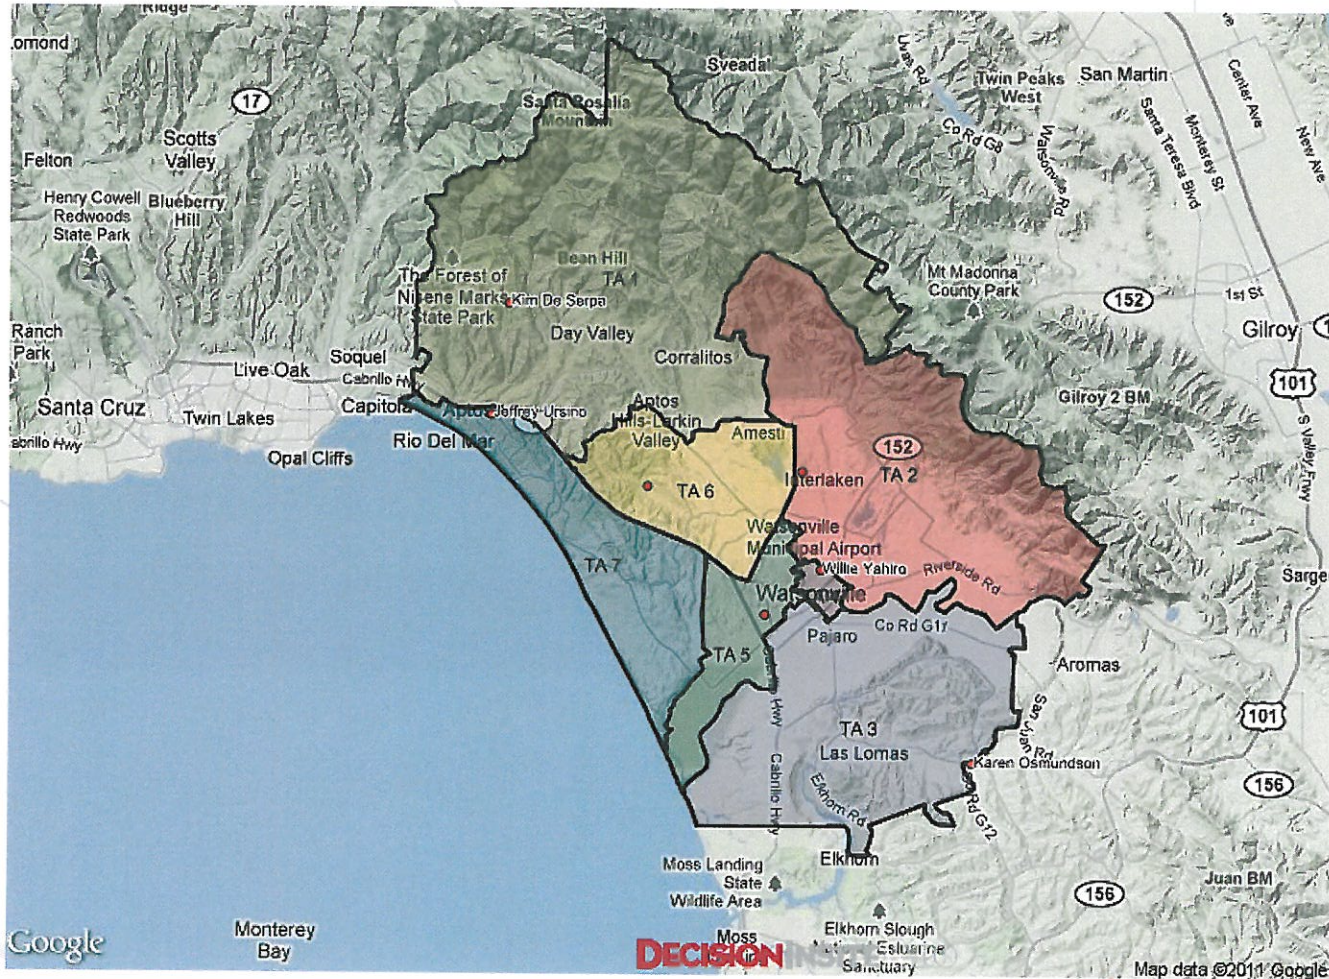 Ridge
17
Scotts
Valley
Felton
Henry Cowell
Redwoods
State Park
Blueberry
Hill
Sveadal
Uvas Rd
Twin Peaks
West
San Martin
Co Rd G8
Watsonville Rd
Santa Teresa Blvd
Monterey St
Center Ave
New Ave
Santa Rosalia
Mountain
Bean Hill
TA 1
The Forest of
Nisene Marks
State Park
Kim De Serpa
Day Valley
Corralitos
Mt Madonna
County Park
152
1st St
Gilroy
101
Ranch
Park
Live Oak
Soquel
Cabrillo Hwy
Santa Cruz
Twin Lakes
Capitola
Aptos
Jeffrey Ursino
Rio Del Mar
Opal Cliffs
abrillo Hwy
Aptos
Hills-Larkin
Valley
Amesti
Gilroy 2 BM
S Valley Frwy
152
Interlaken
TA 2
TA 6
Watsonville
Municipal Airport
Willie Yahiro
Riverside Rd
TA 7
Watsonville
Sarge
Pajaro
Co Rd G11
TA 5
Aromas
Cabrillo Hwy
San Juan Rd
101
TA 3
Las Lomas
Karen Osmundson
Cabrillo Hwy
Elkhorn Rd
Co Rd G12
156
Elkhorn
Moss Landing
State
Wildlife Area
156
Juan BM
Monterey
Bay
Moss
Elkhorn Slough
Estuarine
Sanctuary
Google
DECISION
Map data ©2011 Google